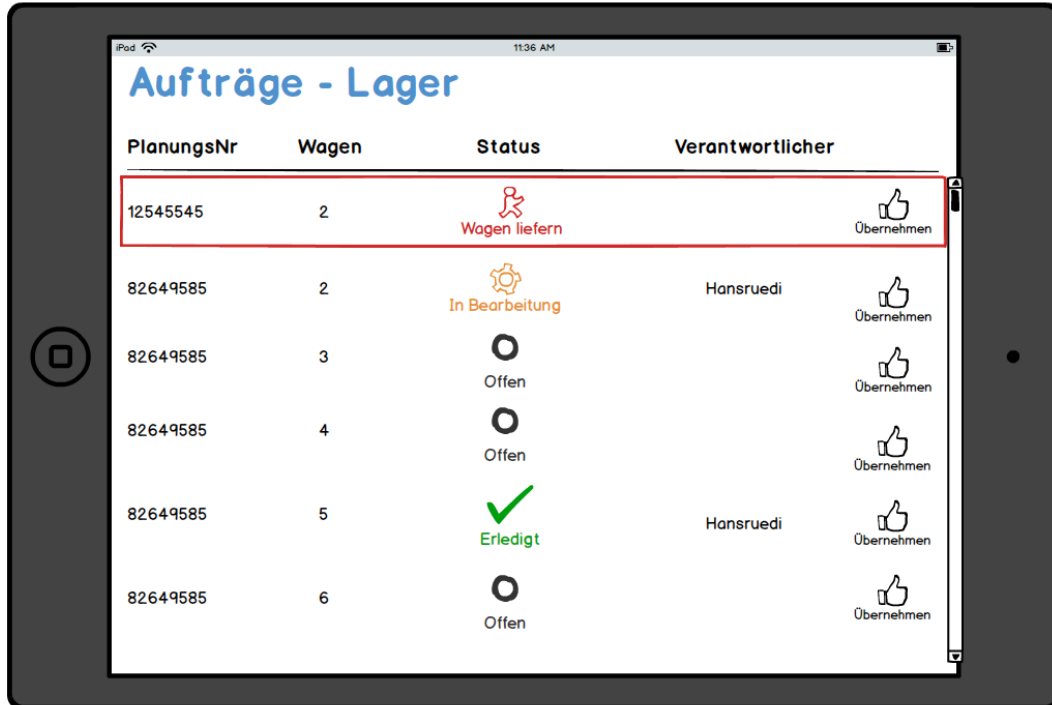 iPad 11:36 AM
Aufträge - Lager
PlanungsNr Wagen Status Verantwortlicher
12545545 2 Wagen liefern Übernehmen
82649585 2 In Bearbeitung Hansruedi Übernehmen
82649585 3 Offen Übernehmen
82649585 4 Offen Übernehmen
82649585 5 Erledigt Hansruedi Übernehmen
82649585 6 Offen Übernehmen